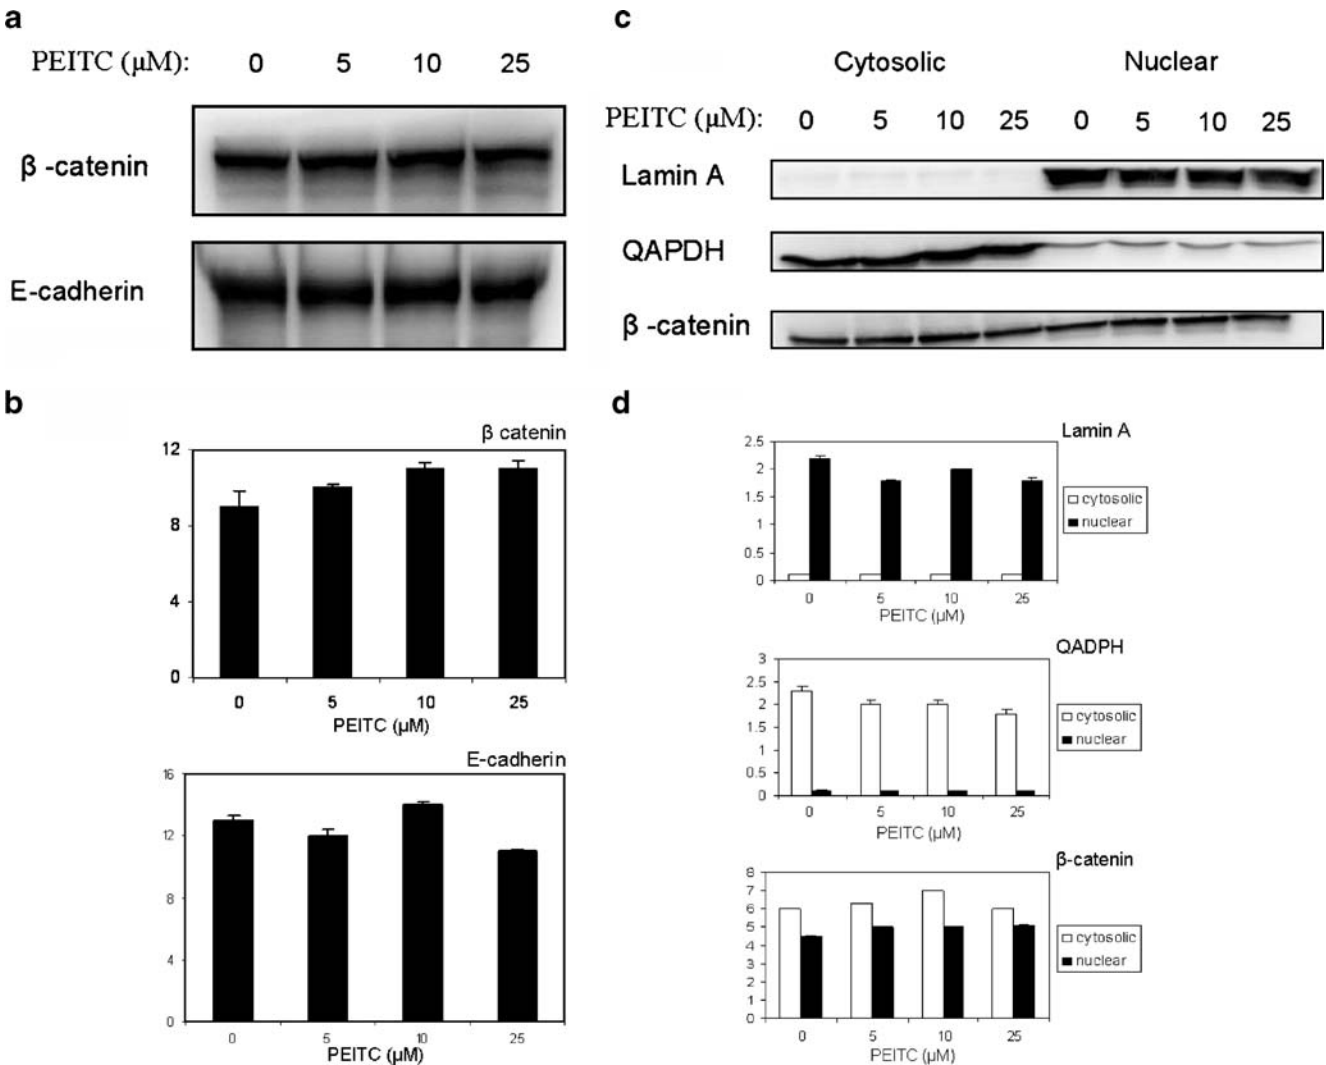 a
PEITC (µM): 0 5 10 25
β -catenin
E-cadherin
c
Cytosolic Nuclear
PEITC (µM): 0 5 10 25 0 5 10 25
Lamin A
QAPDH
β -catenin
b
β catenin
12
8
4
0
0 5 10 25
PEITC (µM)
E-cadherin
16
12
8
4
0
0 5 10 25
PEITC (µM)
d
Lamin A
2.5
2
1.5
1
0.5
0
0 5 10 25
PEITC (µM)
cytosolic
nuclear
QADPH
3
2.5
2
1.5
1
0.5
0
0 5 10 25
PEITC (µM)
cytosolic
nuclear
β-catenin
8
7
6
5
4
3
2
1
0
0 5 10 25
PEITC (µM)
cytosolic
nuclear